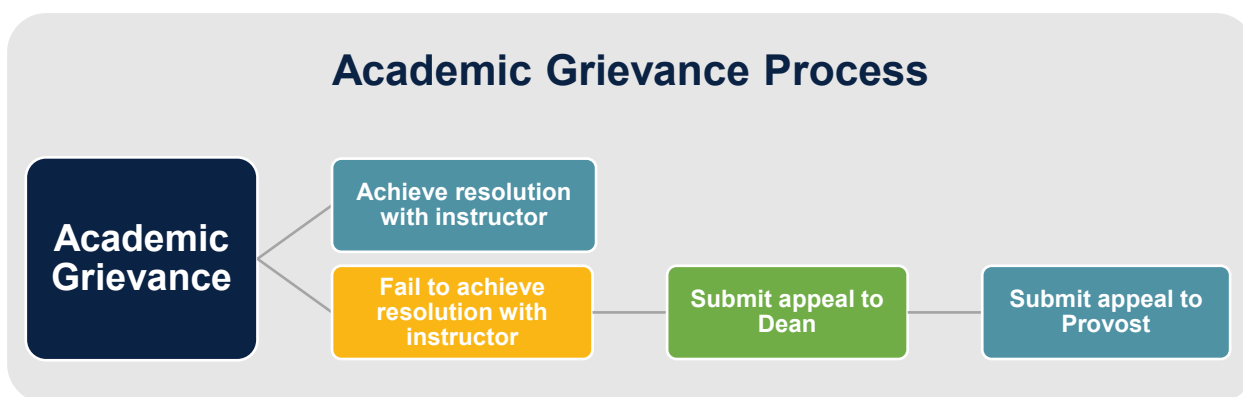 Academic Grievance Process
Academic
Grievance
Achieve resolution
with instructor
Fail to achieve
resolution with
instructor
Submit appeal to
Dean
Submit appeal to
Provost